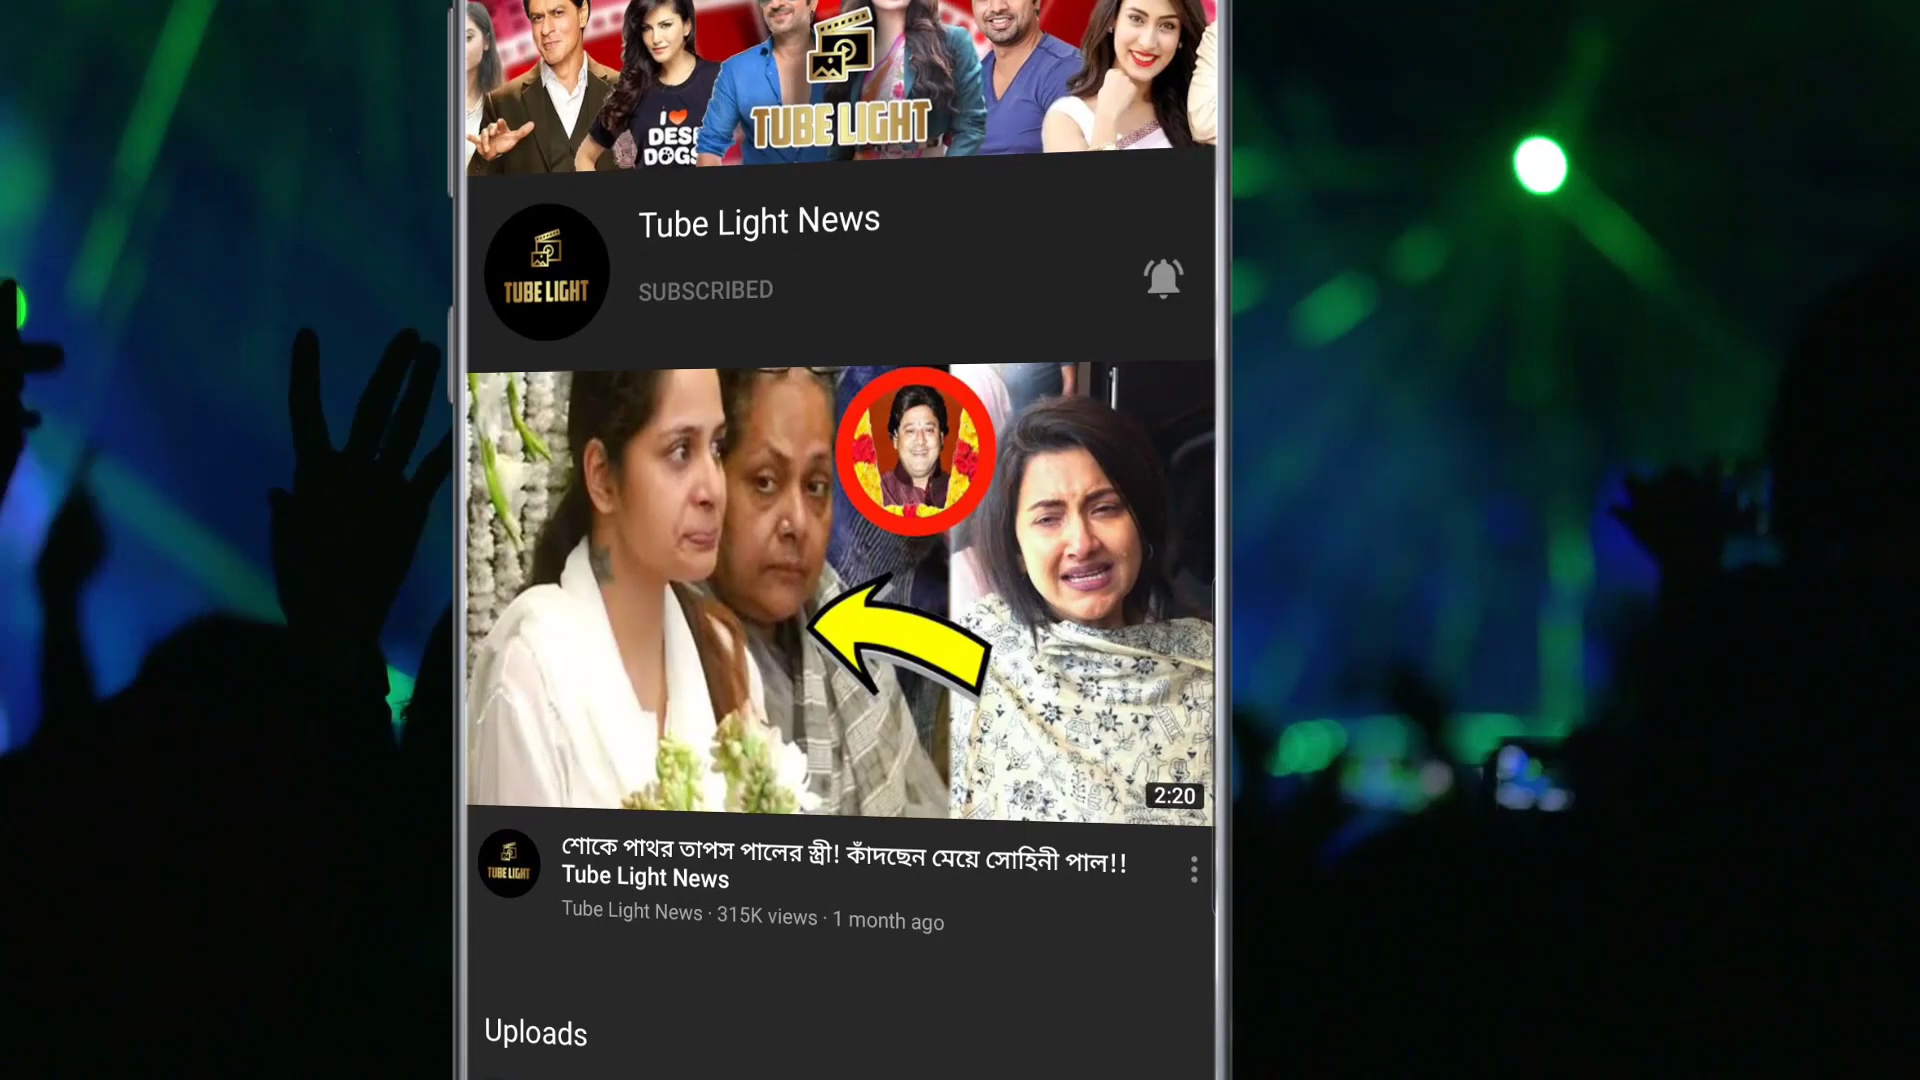 I ❤ DESI DOGS
TUBE LIGHT
Tube Light News
TUBE LIGHT
SUBSCRIBED
2:20
শোকে পাথর তাপস পালের স্ত্রী! কাঁদছেন মেয়ে সোহিনী পাল!!
TUBE LIGHT
Tube Light News
Tube Light News · 315K views · 1 month ago
Uploads